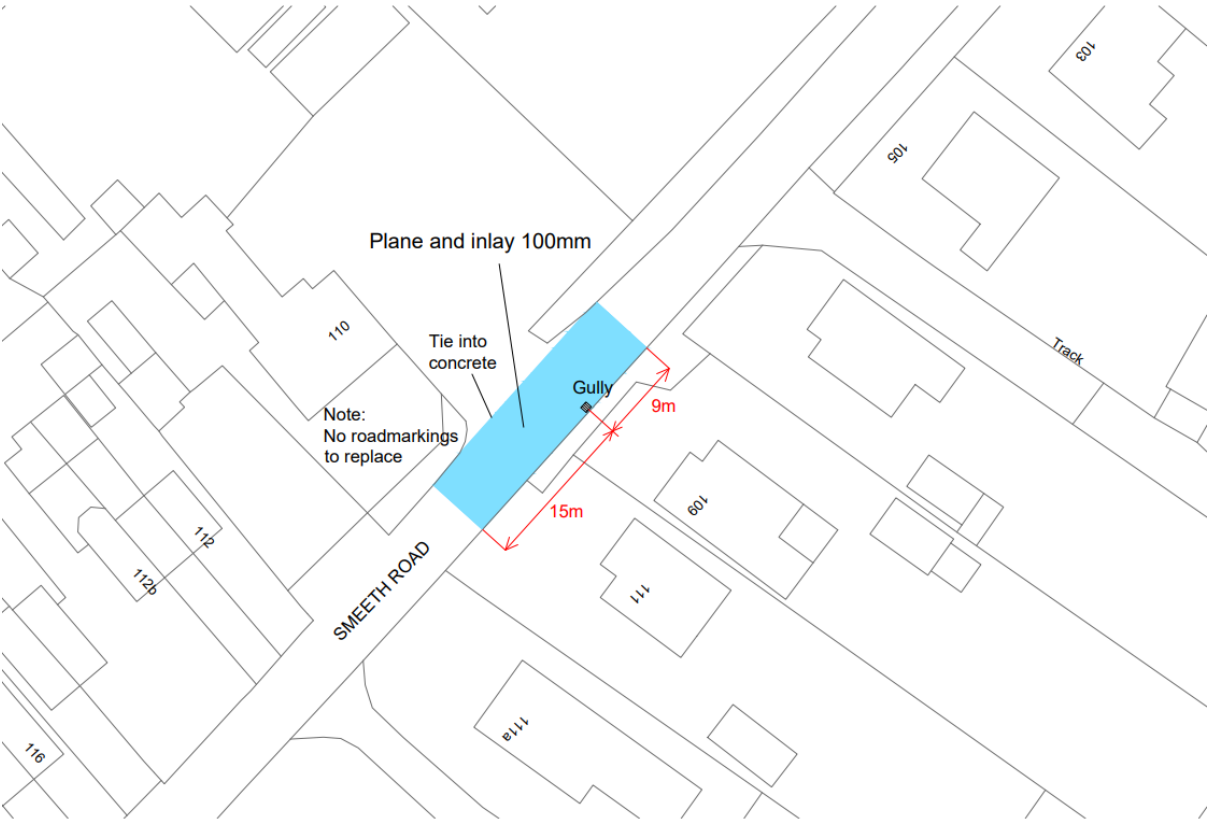 103
105
Plane and inlay 100mm
110
Tie into
concrete
Track
Gully
9m
Note:
No roadmarkings
to replace
109
15m
112
SMEETH ROAD
112b
111
111a
116